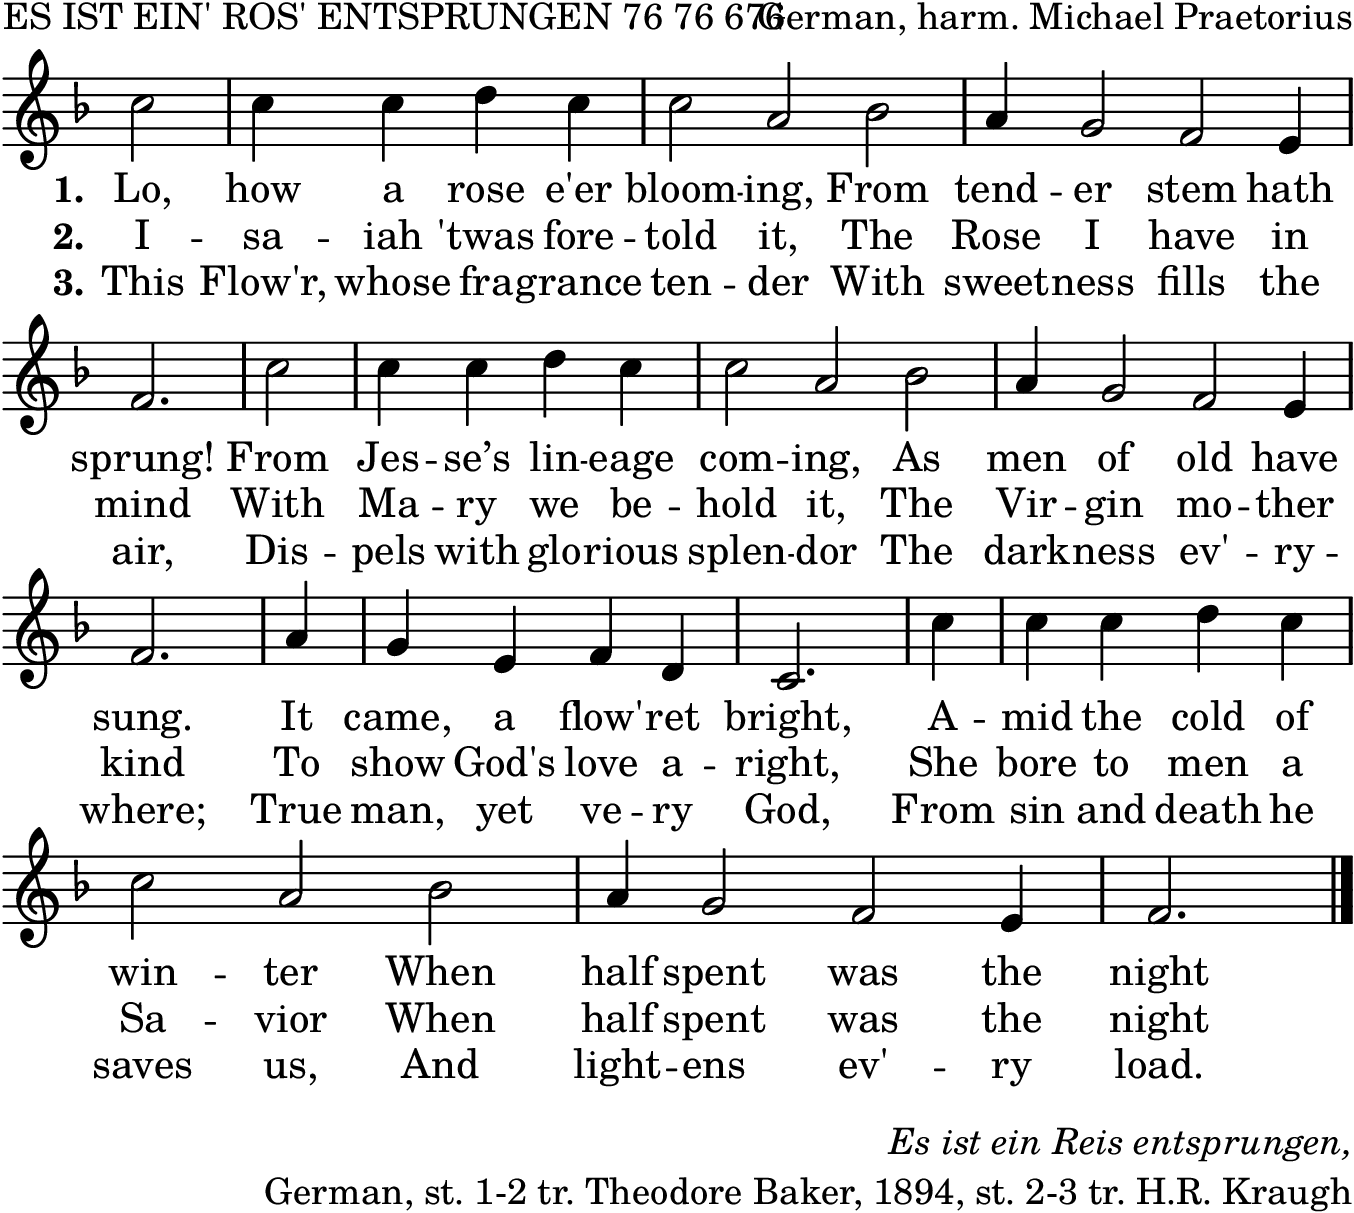 ES IST EIN' ROS' ENTSPRUNGEN 76 76 676 German, harm. Michael Praetorius
1. Lo, how a rose e'er bloom - ing, From tend - er stem hath
2. I - sa - iah 'twas fore - told it, The Rose I have in
3. This Flow'r, whose fragrance ten - der With sweetness fills the
sprung! From Jes - se’s lin - eage com - ing, As men of old have
mind With Ma - ry we be - hold it, The Vir - gin mo - ther
air, Dis - pels with glorious splen - dor The darkness ev' - ry -
sung. It came, a flow'ret bright, A - mid the cold of
kind To show God's love a - right, She bore to men a
where; True man, yet ve - ry God, From sin and death he
win - ter When half spent was the night
Sa - vior When half spent was the night
saves us, And light - ens ev' - ry load.
Es ist ein Reis entsprungen,
German, st. 1-2 tr. Theodore Baker, 1894, st. 2-3 tr. H.R. Kraugh